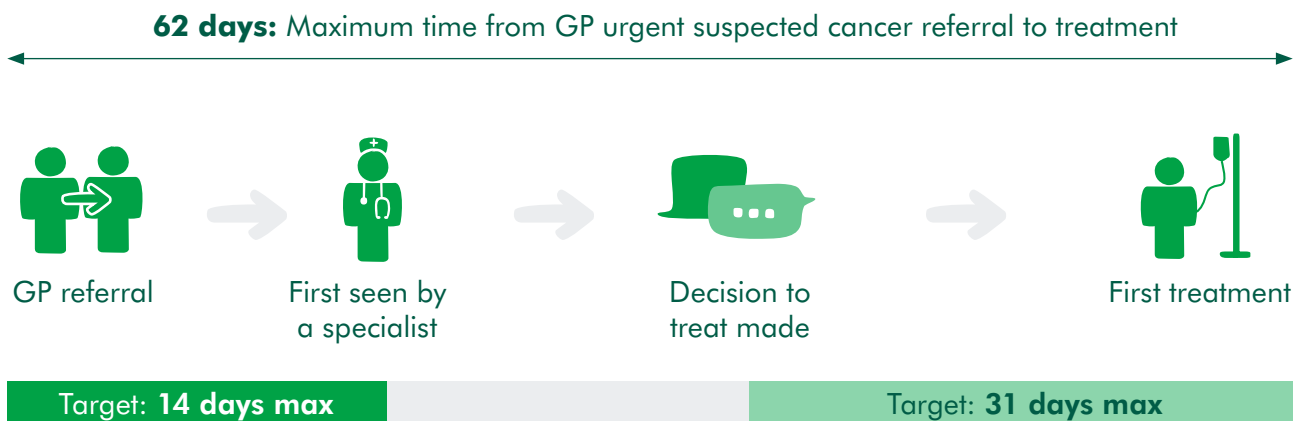 62 days: Maximum time from GP urgent suspected cancer referral to treatment
GP referral
First seen by
a specialist
Decision to
treat made
First treatment
Target: 14 days max
Target: 31 days max